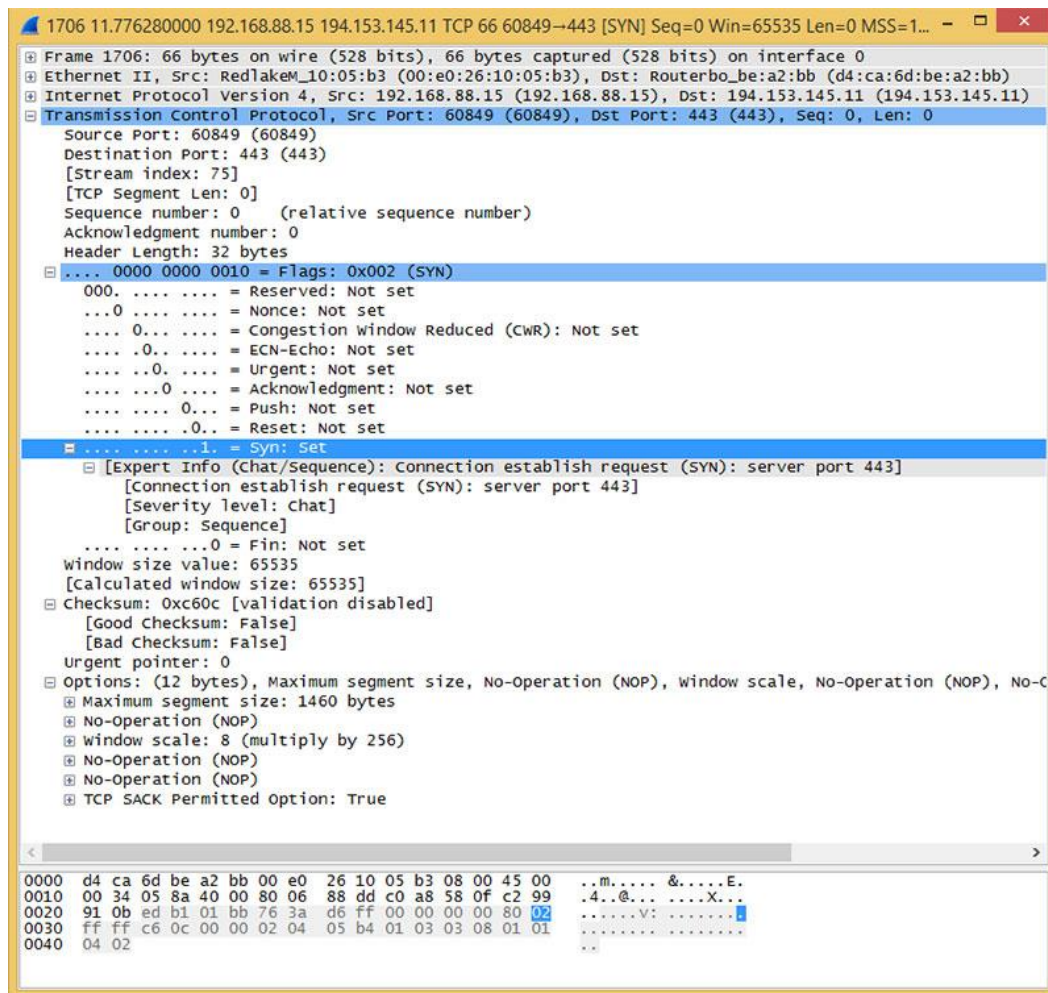 1706 11.776280000 192.168.88.15 194.153.145.11 TCP 66 60849→443 [SYN] Seq=0 Win=65535 Len=0 MSS=1...
Frame 1706: 66 bytes on wire (528 bits), 66 bytes captured (528 bits) on interface 0
Ethernet II, Src: RedlakeM_10:05:b3 (00:e0:26:10:05:b3), Dst: Routerbo_be:a2:bb (d4:ca:6d:be:a2:bb)
Internet Protocol Version 4, Src: 192.168.88.15 (192.168.88.15), Dst: 194.153.145.11 (194.153.145.11)
Transmission Control Protocol, Src Port: 60849 (60849), Dst Port: 443 (443), Seq: 0, Len: 0
Source Port: 60849 (60849)
Destination Port: 443 (443)
[Stream index: 75]
[TCP Segment Len: 0]
Sequence number: 0 (relative sequence number)
Acknowledgment number: 0
Header Length: 32 bytes
.... 0000 0000 0010 = Flags: 0x002 (SYN)
000. .... .... = Reserved: Not set
...0 .... .... = Nonce: Not set
.... 0... .... = Congestion Window Reduced (CWR): Not set
.... .0.. .... = ECN-Echo: Not set
.... ..0. .... = Urgent: Not set
.... ...0 .... = Acknowledgment: Not set
.... .... 0... = Push: Not set
.... .... .0.. = Reset: Not set
.... .... ..1. = Syn: Set
[Expert Info (Chat/Sequence): Connection establish request (SYN): server port 443]
[Connection establish request (SYN): server port 443]
[Severity level: Chat]
[Group: Sequence]
.... .... ...0 = Fin: Not set
Window size value: 65535
[Calculated window size: 65535]
Checksum: 0xc60c [validation disabled]
[Good Checksum: False]
[Bad Checksum: False]
Urgent pointer: 0
Options: (12 bytes), Maximum segment size, No-Operation (NOP), Window scale, No-Operation (NOP), No-O
Maximum segment size: 1460 bytes
No-Operation (NOP)
Window scale: 8 (multiply by 256)
No-Operation (NOP)
No-Operation (NOP)
TCP SACK Permitted Option: True
0000 d4 ca 6d be a2 bb 00 e0 26 10 05 b3 08 00 45 00 ..m..... &.....E.
0010 00 34 05 8a 40 00 80 06 88 dd c0 a8 58 0f c2 99 .4..@... ....X...
0020 91 0b ed b1 01 bb 76 3a d6 ff 00 00 00 00 80 02 ......v: ........
0030 ff ff c6 0c 00 00 02 04 05 b4 01 03 03 08 01 01 ........ ........
0040 04 02 ..